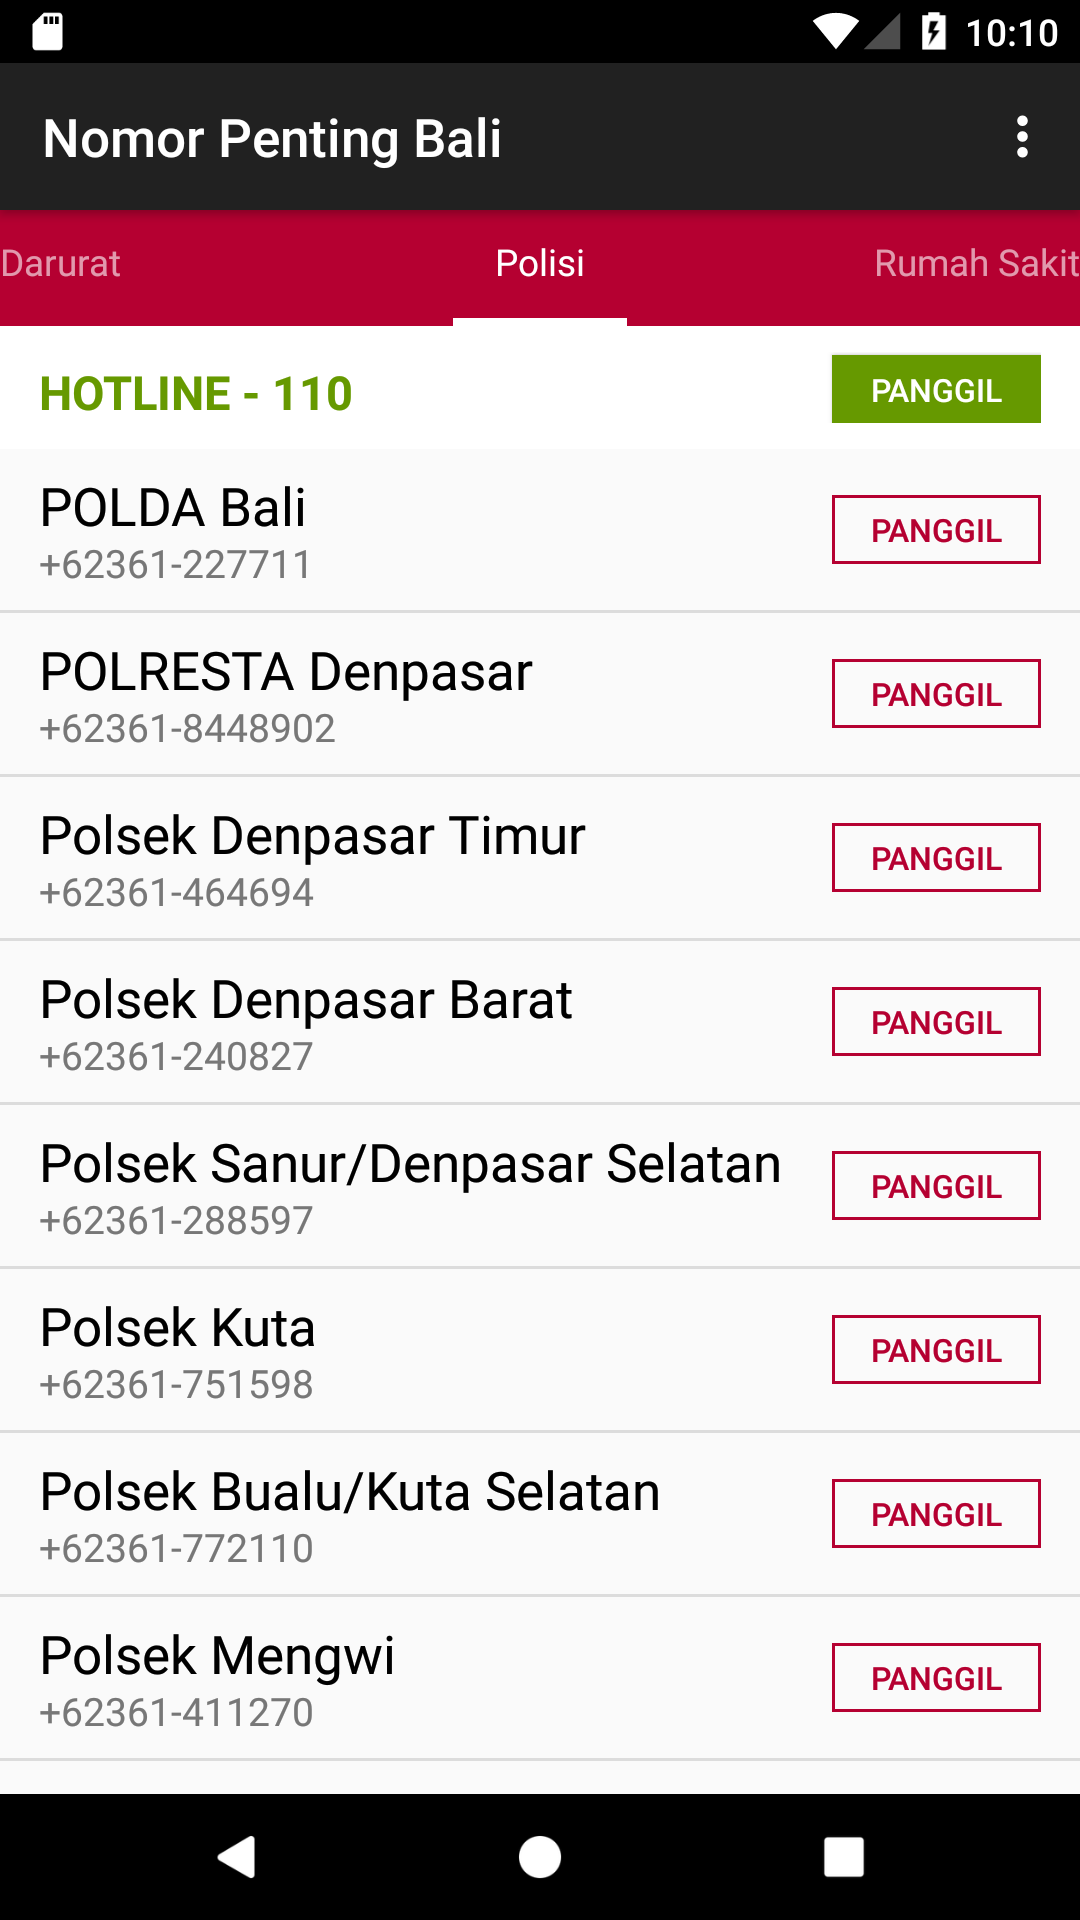 10:10
Nomor Penting Bali
Darurat Polisi Rumah Sakit
HOTLINE - 110 PANGGIL
POLDA Bali
+62361-227711
PANGGIL
POLRESTA Denpasar
+62361-8448902
PANGGIL
Polsek Denpasar Timur
+62361-464694
PANGGIL
Polsek Denpasar Barat
+62361-240827
PANGGIL
Polsek Sanur/Denpasar Selatan
+62361-288597
PANGGIL
Polsek Kuta
+62361-751598
PANGGIL
Polsek Bualu/Kuta Selatan
+62361-772110
PANGGIL
Polsek Mengwi
+62361-411270
PANGGIL